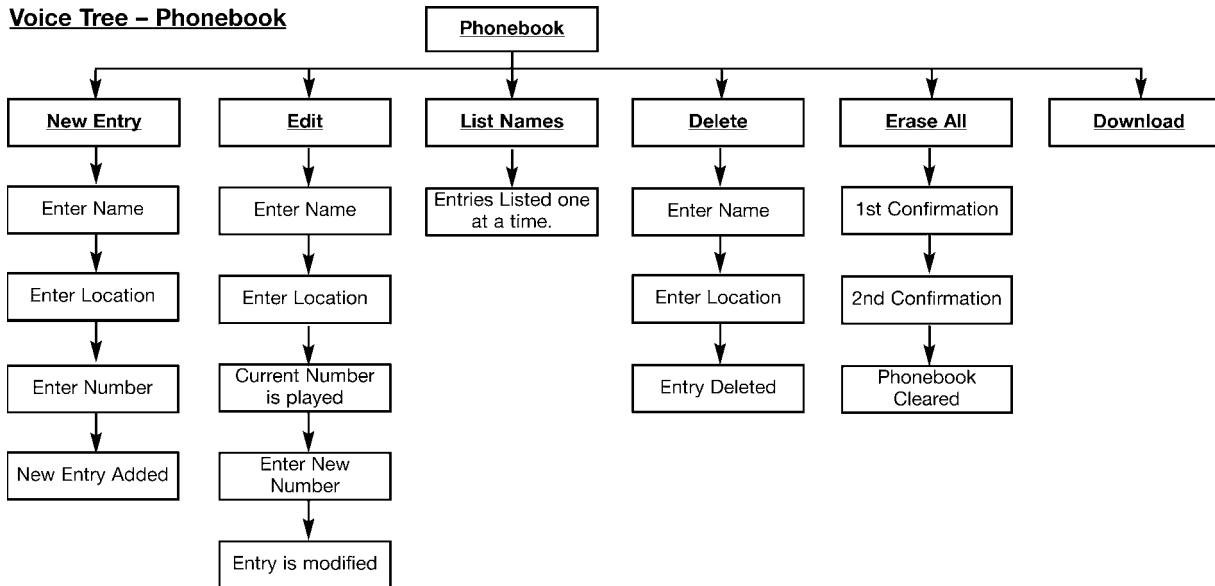 Voice Tree – Phonebook
Phonebook
New Entry
Edit
List Names
Delete
Erase All
Download
Enter Name
Enter Name
Entries Listed one
at a time.
Enter Name
1st Confirmation
Enter Location
Enter Location
Enter Location
2nd Confirmation
Enter Number
Current Number
is played
Entry Deleted
Phonebook
Cleared
New Entry Added
Enter New
Number
Entry is modified